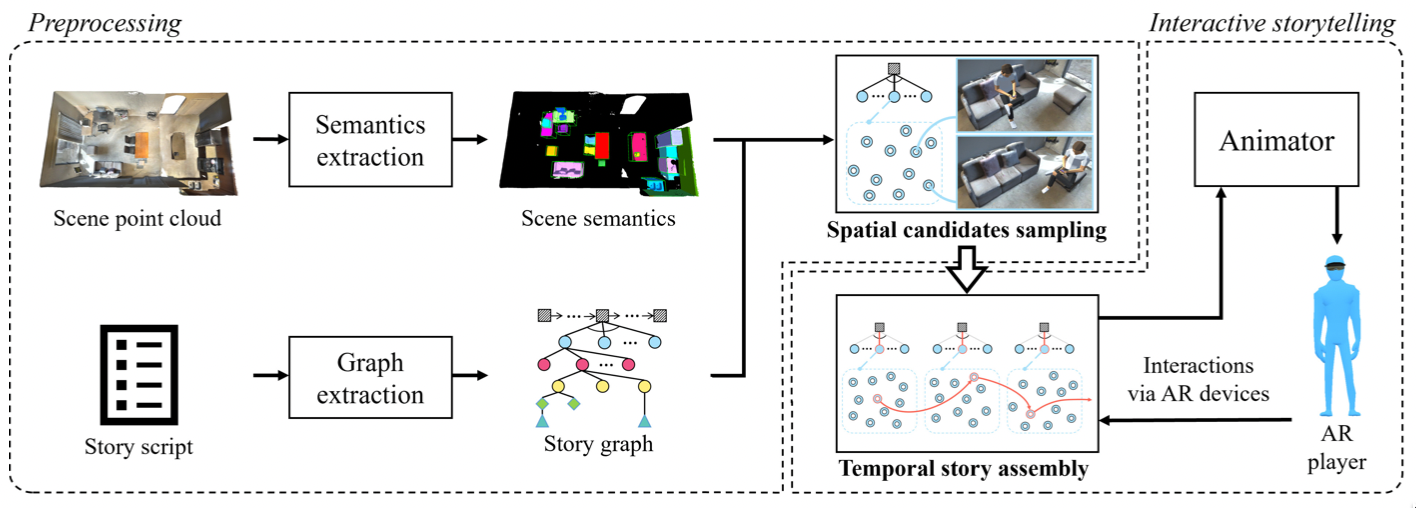 Preprocessing
Interactive storytelling
Semantics
extraction
Animator
Scene point cloud
Scene semantics
Spatial candidates sampling
Graph
extraction
Interactions
via AR devices
Story script
Story graph
Temporal story assembly
AR
player